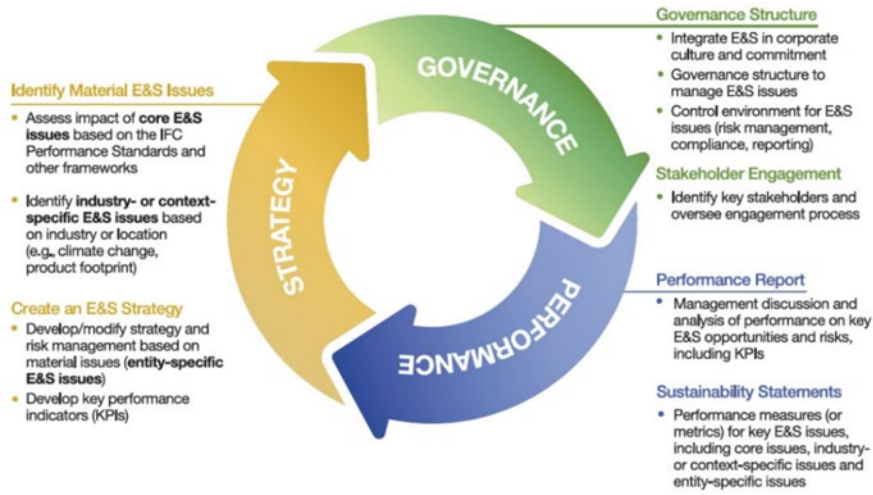 Identify Material E&S Issues
• Assess impact of core E&S
issues based on the IFC
Performance Standards and
other frameworks
• Identify industry- or context-
specific E&S issues based
on industry or location
(e.g., climate change,
product footprint)
Create an E&S Strategy
• Develop/modify strategy and
risk management based on
material issues (entity-specific
E&S issues)
• Develop key performance
indicators (KPIs)
STRATEGY
GOVERNANCE
PERFORMANCE
Governance Structure
• Integrate E&S in corporate
culture and commitment
• Governance structure to
manage E&S issues
• Control environment for E&S
issues (risk management,
compliance, reporting)
Stakeholder Engagement
• Identify key stakeholders and
oversee engagement process
Performance Report
• Management discussion and
analysis of performance on key
E&S opportunities and risks,
including KPIs
Sustainability Statements
• Performance measures (or
metrics) for key E&S issues,
including core issues, industry-
or context-specific issues and
entity-specific issues